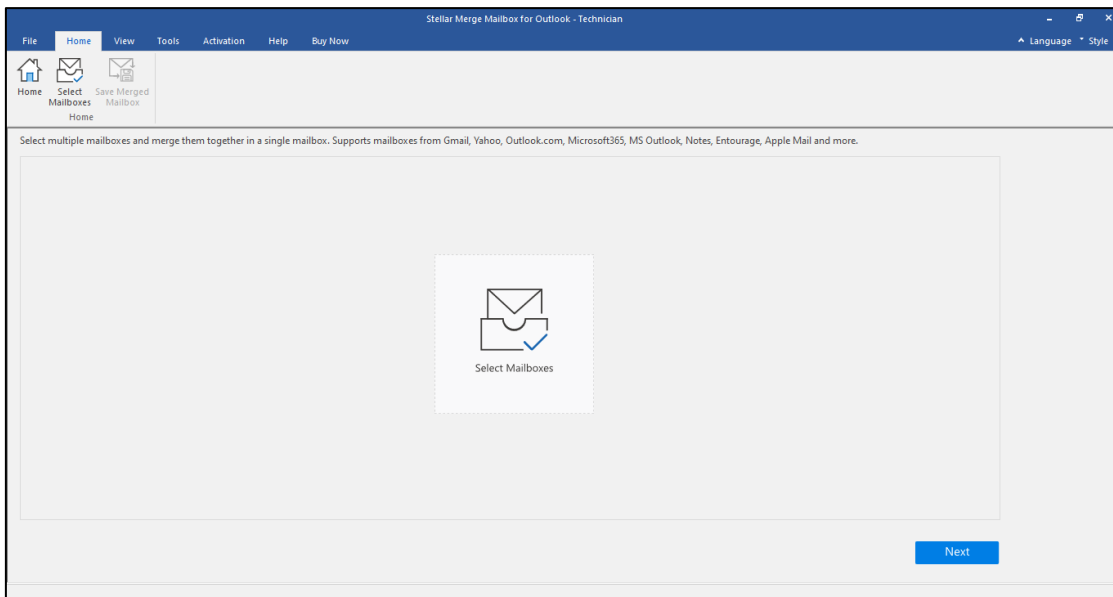 Stellar Merge Mailbox for Outlook - Technician
File Home View Tools Activation Help Buy Now Language Style
Home Select Mailboxes Save Merged Mailbox
Home
Select multiple mailboxes and merge them together in a single mailbox. Supports mailboxes from Gmail, Yahoo, Outlook.com, Microsoft365, MS Outlook, Notes, Entourage, Apple Mail and more.
Select Mailboxes
Next